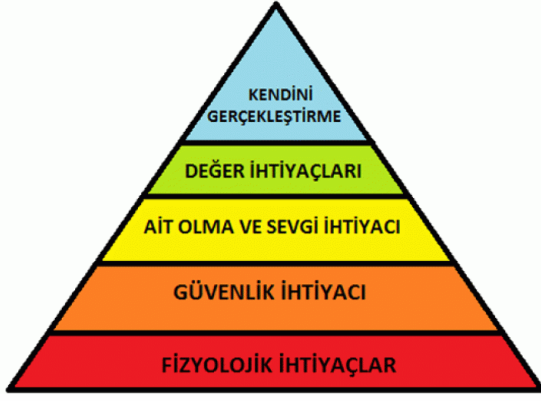 KENDİNİ
GERÇEKLEŞTİRME
DEĞER İHTİYAÇLARI
AİT OLMA VE SEVGİ İHTİYACI
GÜVENLİK İHTİYACI
FİZYOLOJİK İHTİYAÇLAR